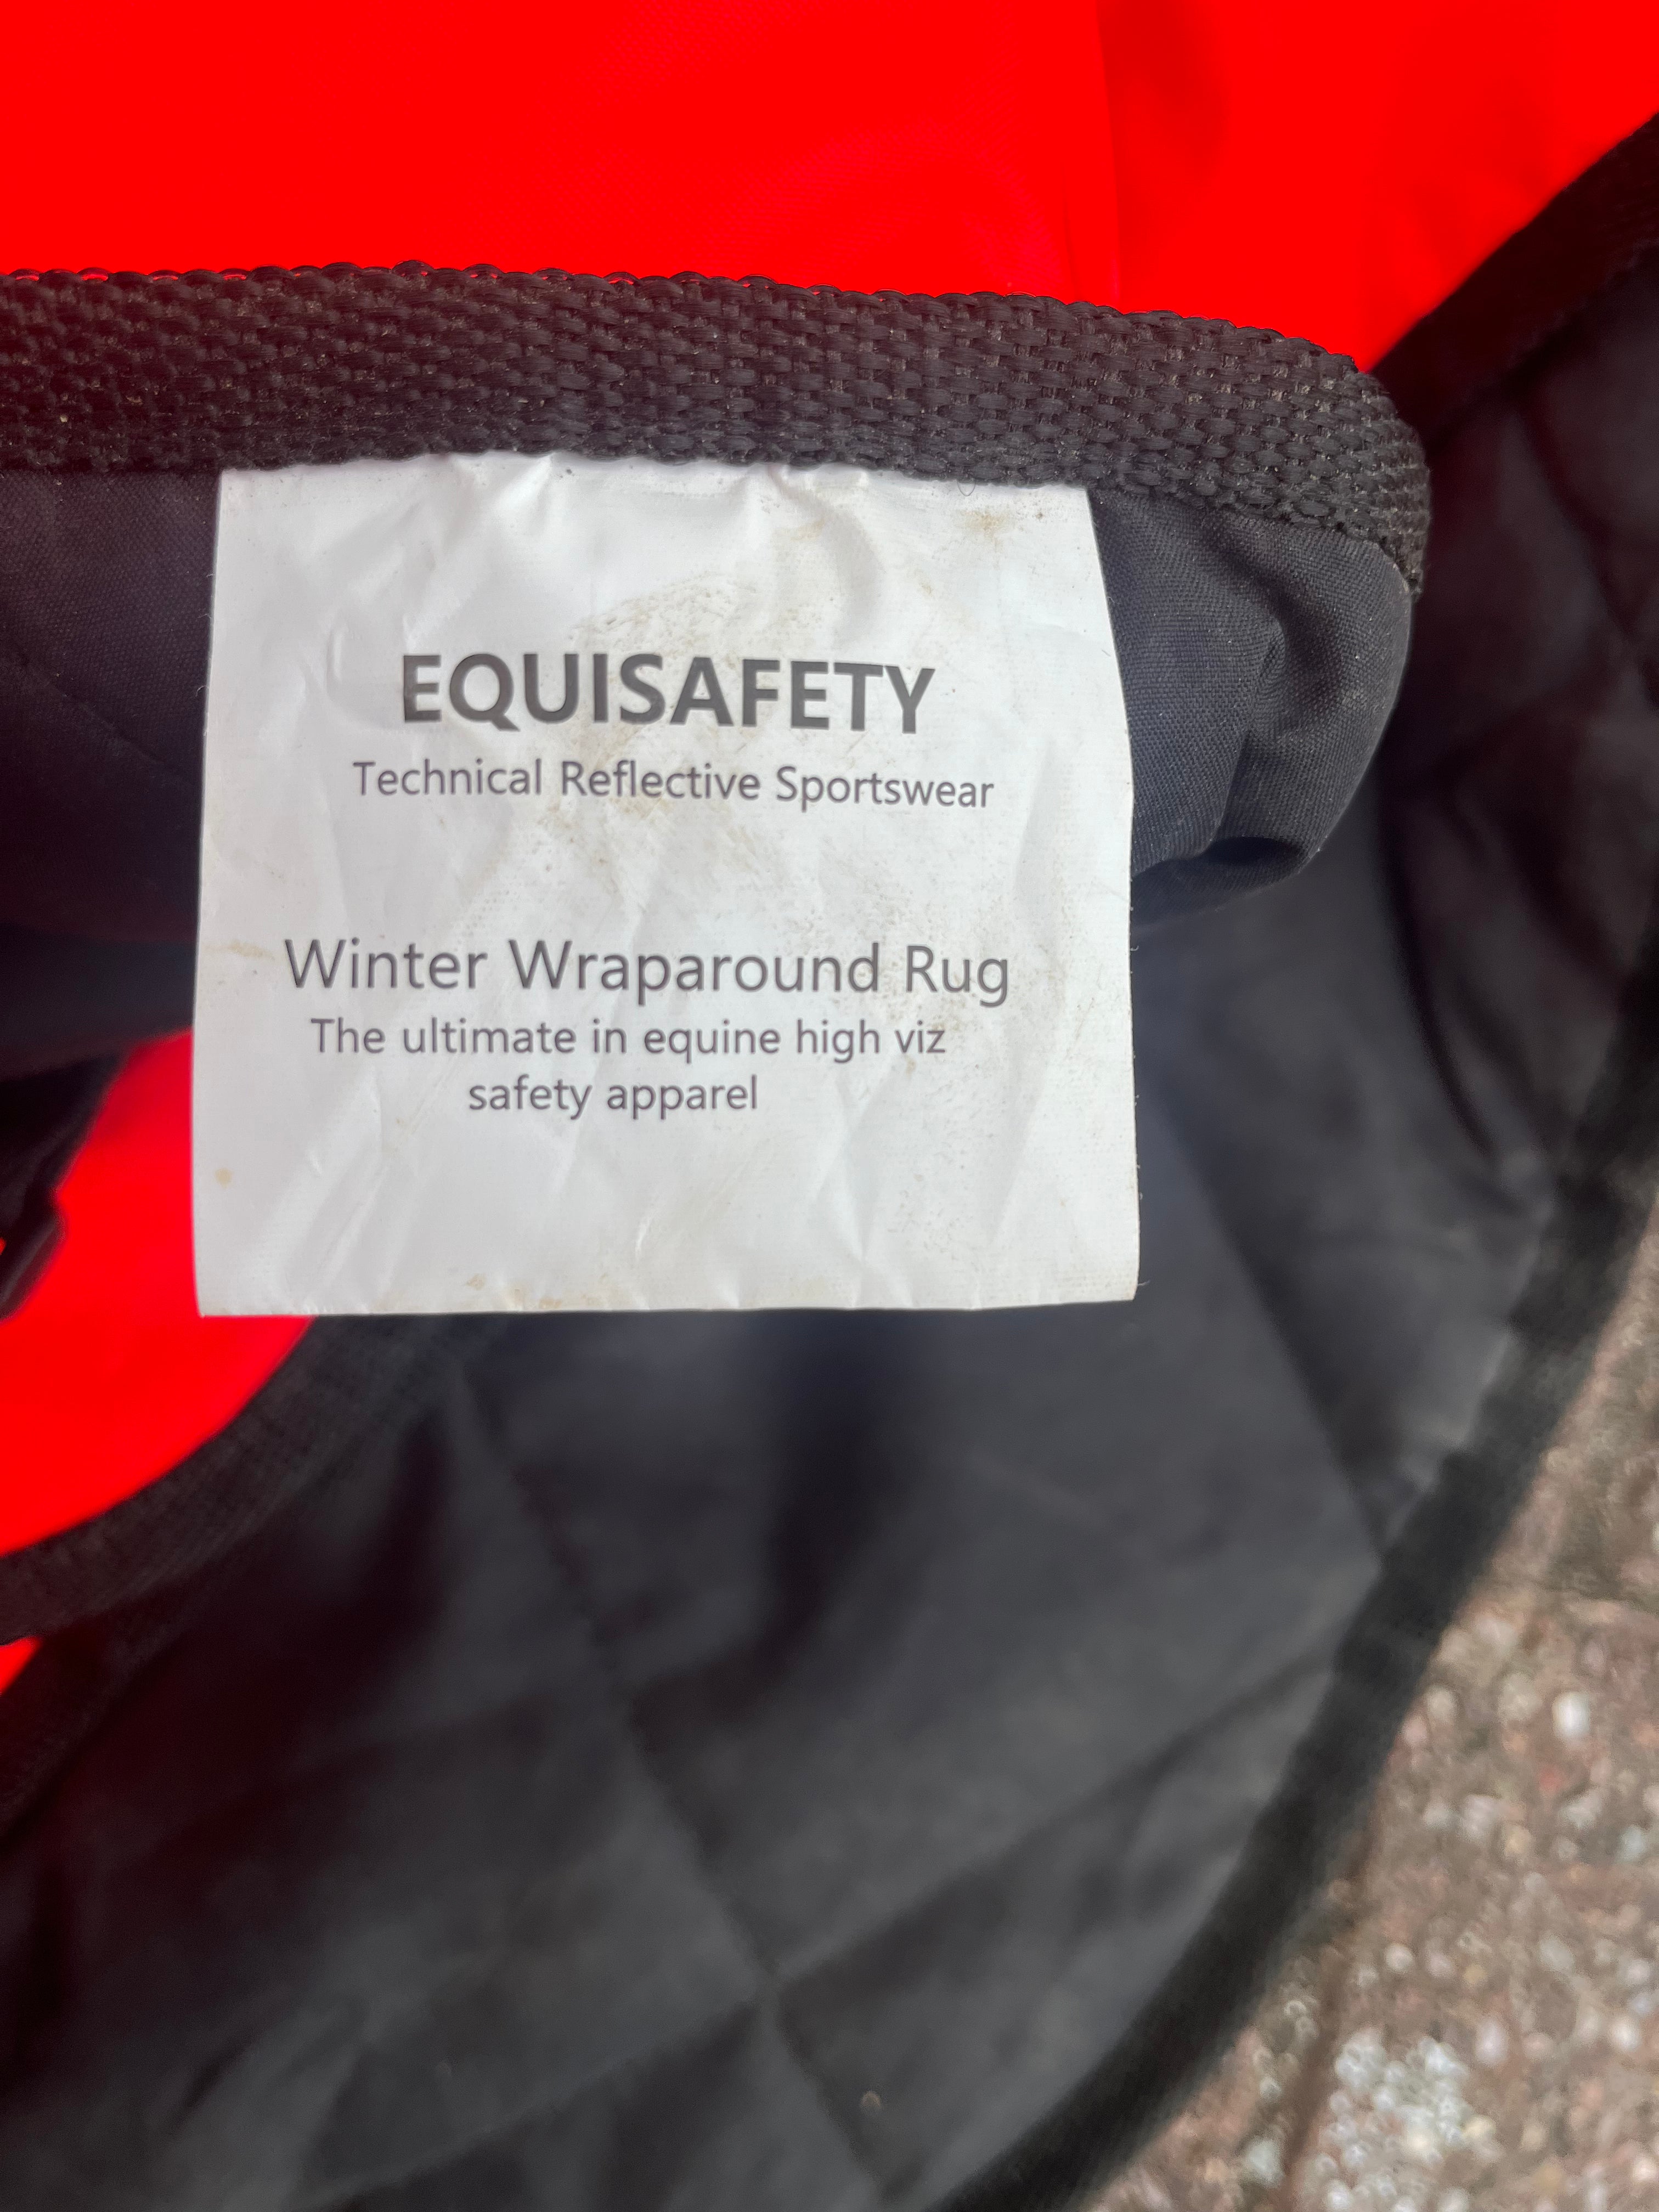 EQUISAFETY
Technical Reflective Sportswear
Winter Wraparound Rug
The ultimate in equine high viz
safety apparel